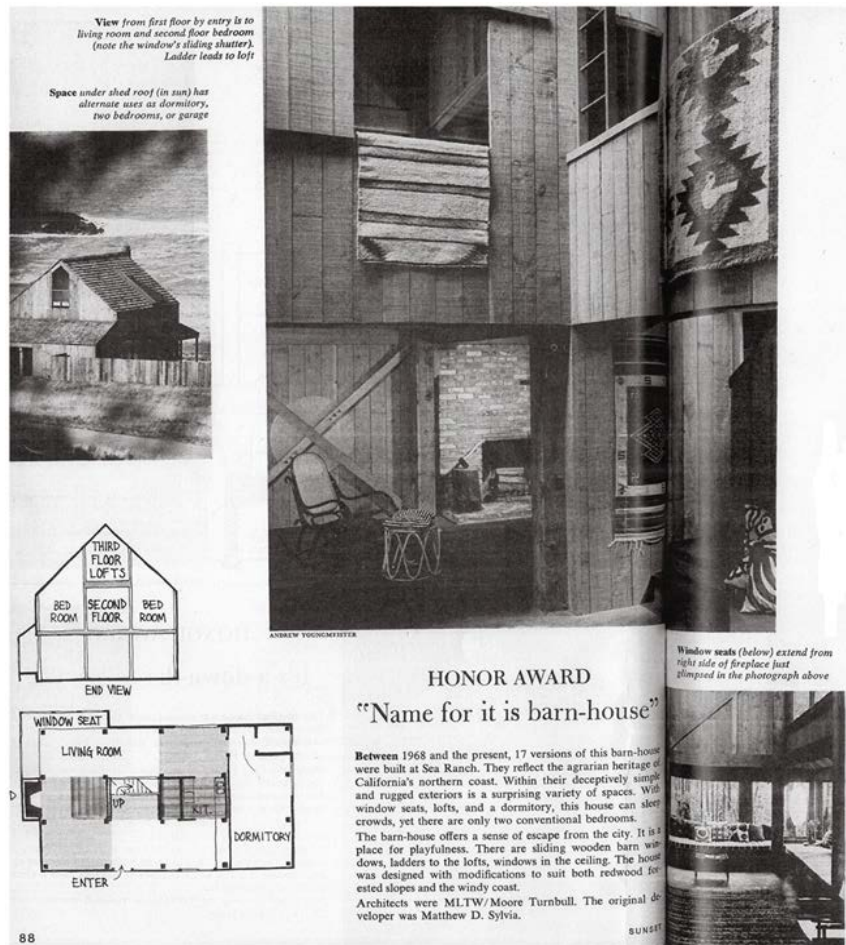 View from first floor by entry is to
living room and second floor bedroom
(note the window's sliding shutter).
Ladder leads to loft
Space under shed roof (in sun) has
alternate uses as dormitory,
two bedrooms, or garage
ANDREW YOUNGMEISTER
THIRD
FLOOR
LOFTS
BED
ROOM
SECOND
FLOOR
BED
ROOM
END VIEW
WINDOW SEAT
LIVING ROOM
UP
KIT.
DORMITORY
ENTER
HONOR AWARD
“Name for it is barn-house”
Between 1968 and the present, 17 versions of this barn-house
were built at Sea Ranch. They reflect the agrarian heritage of
California's northern coast. Within their deceptively simple
and rugged exteriors is a surprising variety of spaces. With
window seats, lofts, and a dormitory, this house can sleep
crowds, yet there are only two conventional bedrooms.
The barn-house offers a sense of escape from the city. It is a
place for playfulness. There are sliding wooden barn win-
dows, ladders to the lofts, windows in the ceiling. The house
was designed with modifications to suit both redwood for-
ested slopes and the windy coast.
Architects were MLTW/Moore Turnbull. The original de-
veloper was Matthew D. Sylvia.
Window seats (below) extend from
right side of fireplace just
glimpsed in the photograph above
88
SUNSET